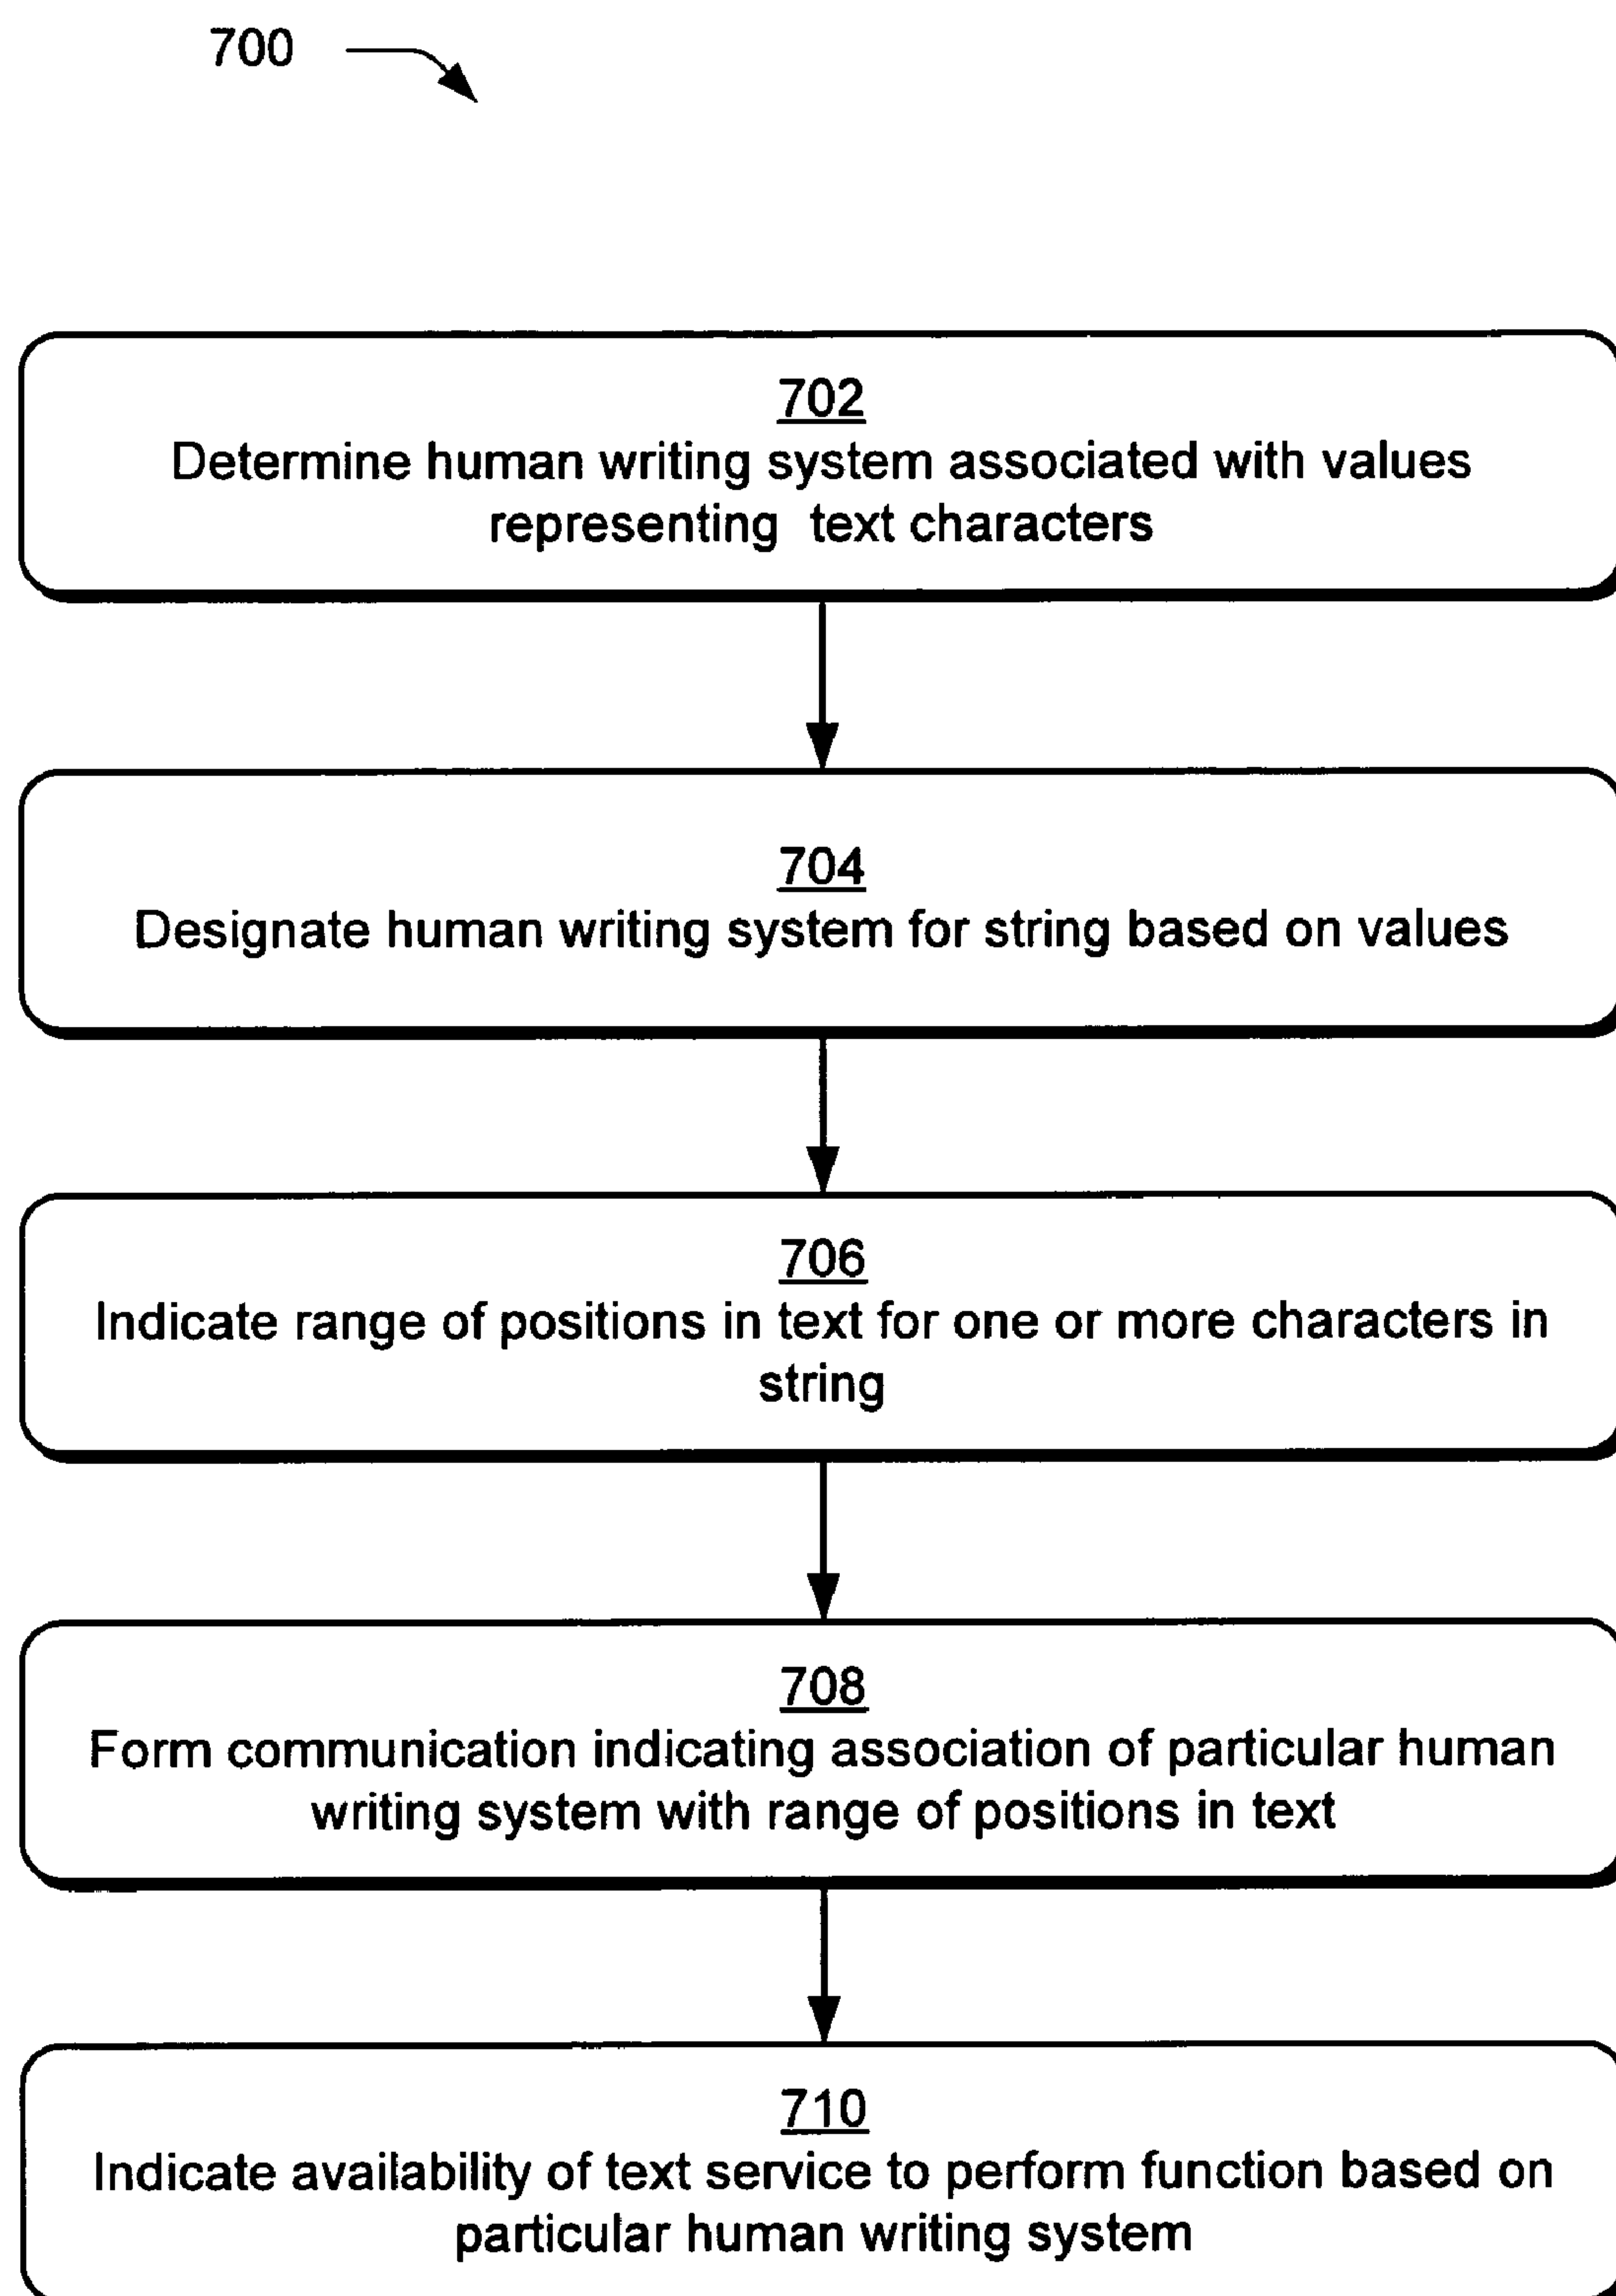 700
702
Determine human writing system associated with values
representing text characters
704
Designate human writing system for string based on values
706
Indicate range of positions in text for one or more characters in
string
708
Form communication indicating association of particular human
writing system with range of positions in text
710
Indicate availability of text service to perform function based on
particular human writing system